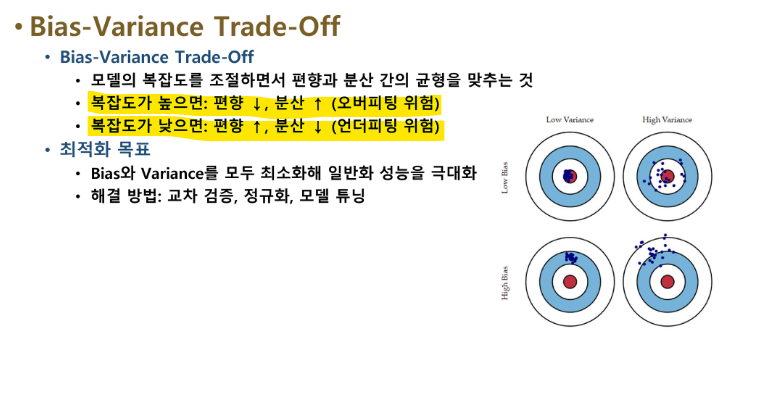 • Bias-Variance Trade-Off
• Bias-Variance Trade-Off
• 모델의 복잡도를 조절하면서 편향과 분산 간의 균형을 맞추는 것
• 복잡도가 높으면: 편향 ↓, 분산 ↑ (오버피팅 위험)
• 복잡도가 낮으면: 편향 ↑, 분산 ↓ (언더피팅 위험)
• 최적화 목표
• Bias와 Variance를 모두 최소화해 일반화 성능을 극대화
• 해결 방법: 교차 검증, 정규화, 모델 튜닝
Low Variance
High Variance
Low Bias
High Bias